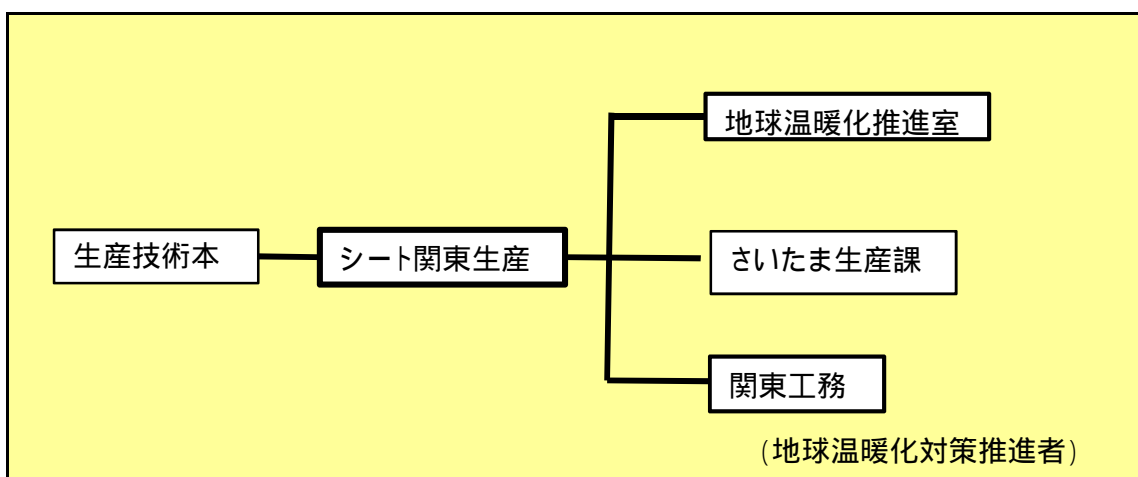 地球温暖化推進室
生産技術本
シート関東生産
さいたま生産課
関東工務
(地球温暖化対策推進者)